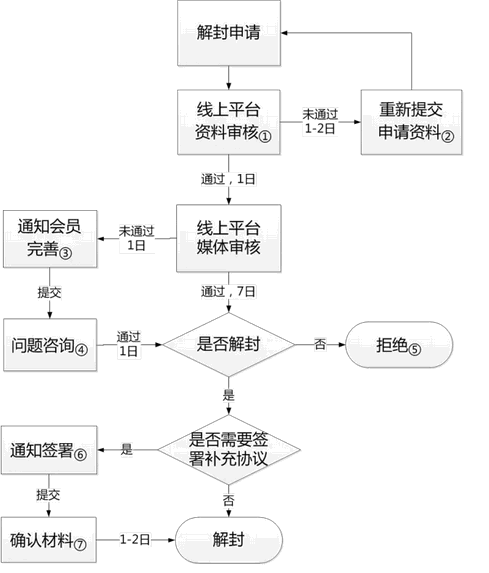 解封申请
线上平台
资料审核①
未通过
1-2日
重新提交
申请资料②
通过，1日
通知会员
完善③
未通过
1日
线上平台
媒体审核
提交
通过，7日
问题咨询④
通过
1日
是否解封
否
拒绝⑤
是
通知签署⑥
是
是否需要签
署补充协议
提交
否
确认材料⑦
1-2日
解封